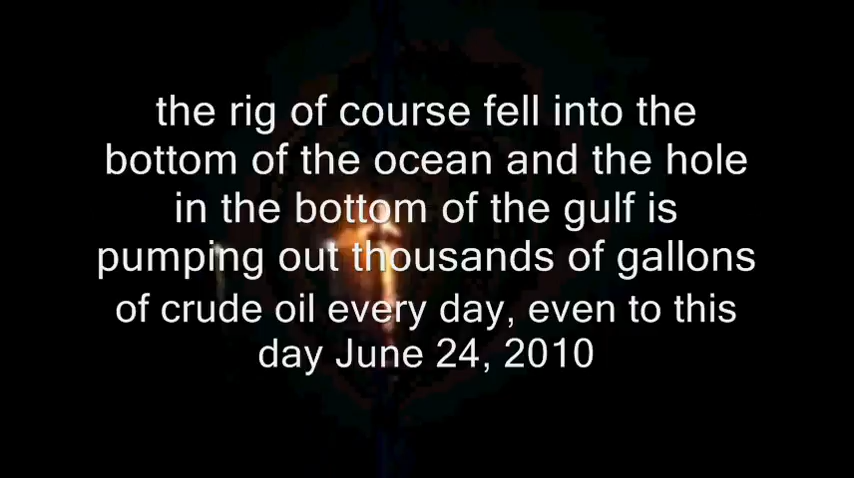 the rig of course fell into the
bottom of the ocean and the hole
in the bottom of the gulf is
pumping out thousands of gallons
of crude oil every day, even to this
day June 24, 2010